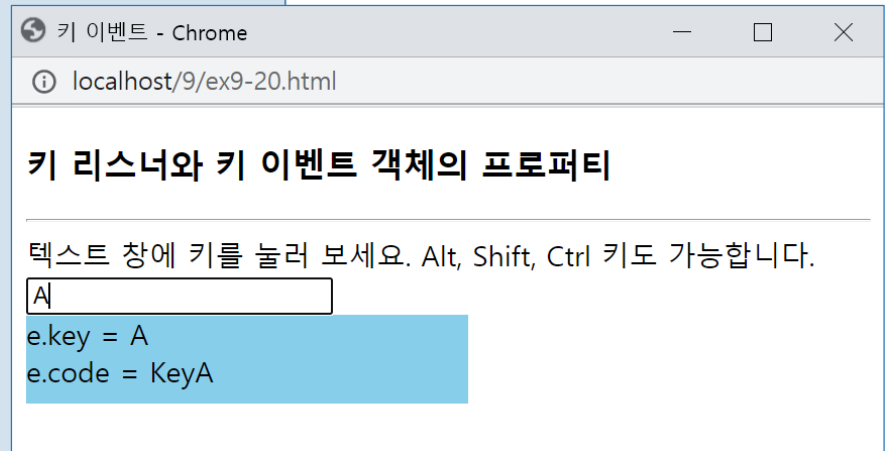 키 이벤트 - Chrome
localhost/9/ex9-20.html
키 리스너와 키 이벤트 객체의 프로퍼티
텍스트 창에 키를 눌러 보세요. Alt, Shift, Ctrl 키도 가능합니다.
A
e.key = A
e.code = KeyA